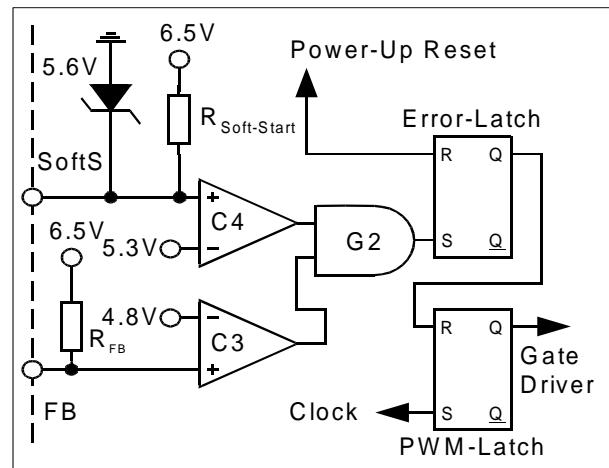 6.5V
Power-Up Reset
5.6V
R Soft-Start
Error-Latch
R Q
SoftS
+
C4
G2
6.5V
5.3V
-
S Q
4.8V
-
R Q
R FB
C3
+
Gate
Driver
FB
Clock
S Q
PWM-Latch